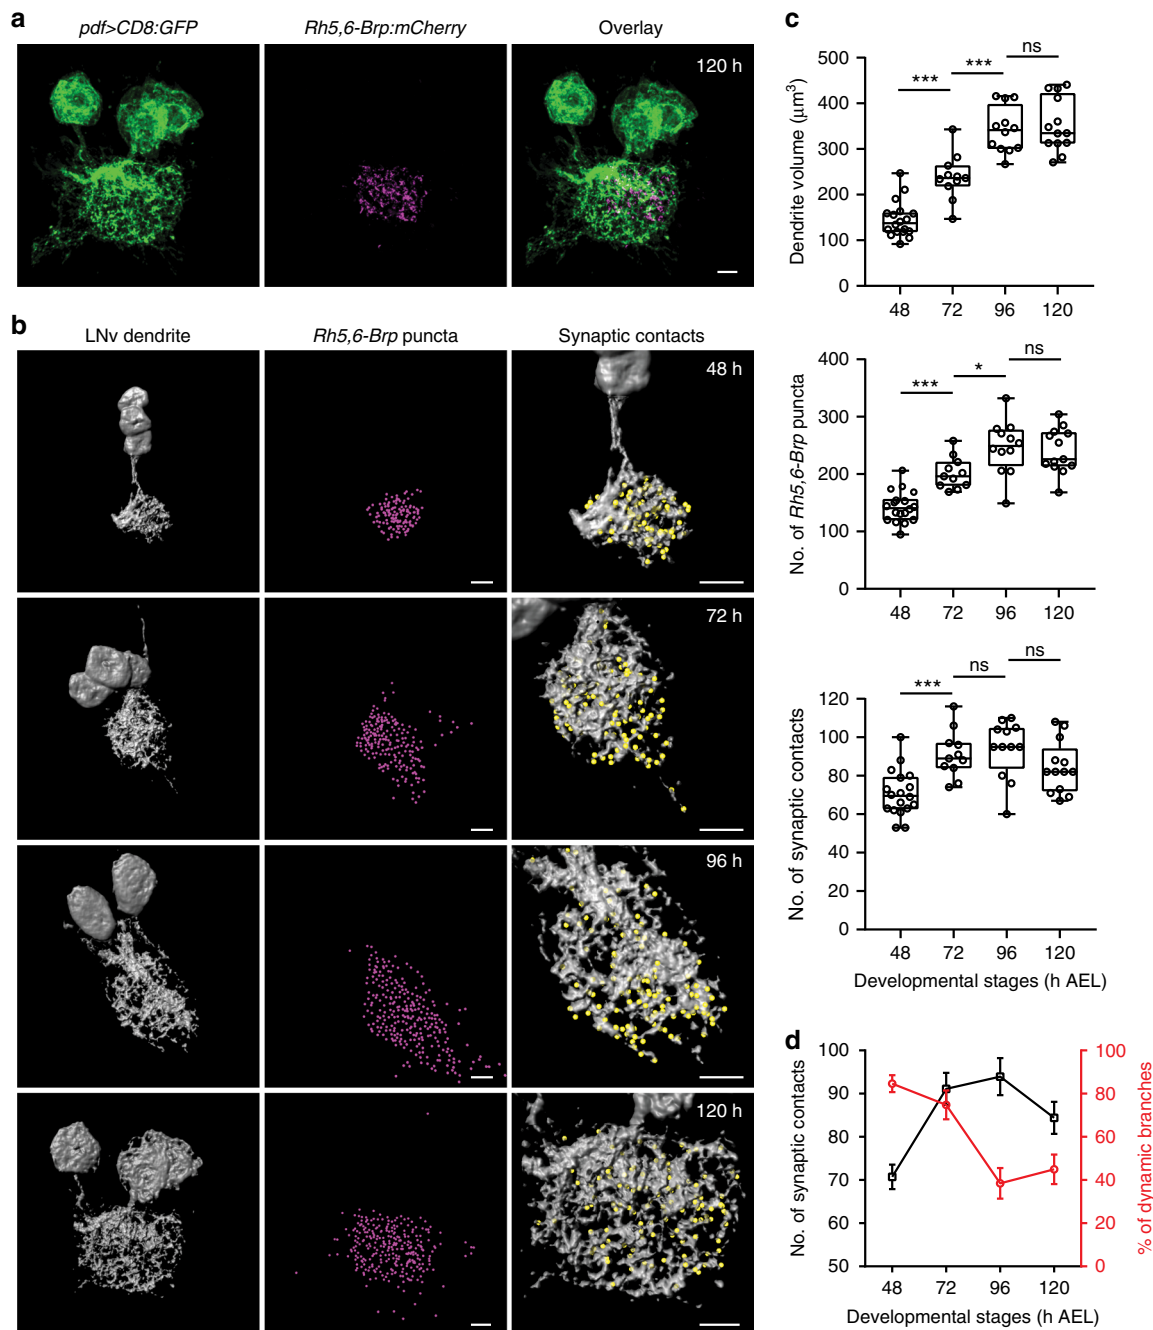 a
pdf>CD8:GFP
Rh5,6-Brp:mCherry
Overlay
120 h
b
LNv dendrite
Rh5,6-Brp puncta
Synaptic contacts
48 h
72 h
96 h
120 h
c
Dendrite volume (µm³)
500
400
300
200
100
0
***
***
ns
48 72 96 120
No. of Rh5,6-Brp puncta
400
300
200
100
0
***
*
ns
48 72 96 120
No. of synaptic contacts
120
100
80
60
40
20
0
***
ns
ns
48 72 96 120
Developmental stages (h AEL)
d
No. of synaptic contacts
100
90
80
70
60
50
100
80
60
40
20
0
% of dynamic branches
48 72 96 120
Developmental stages (h AEL)